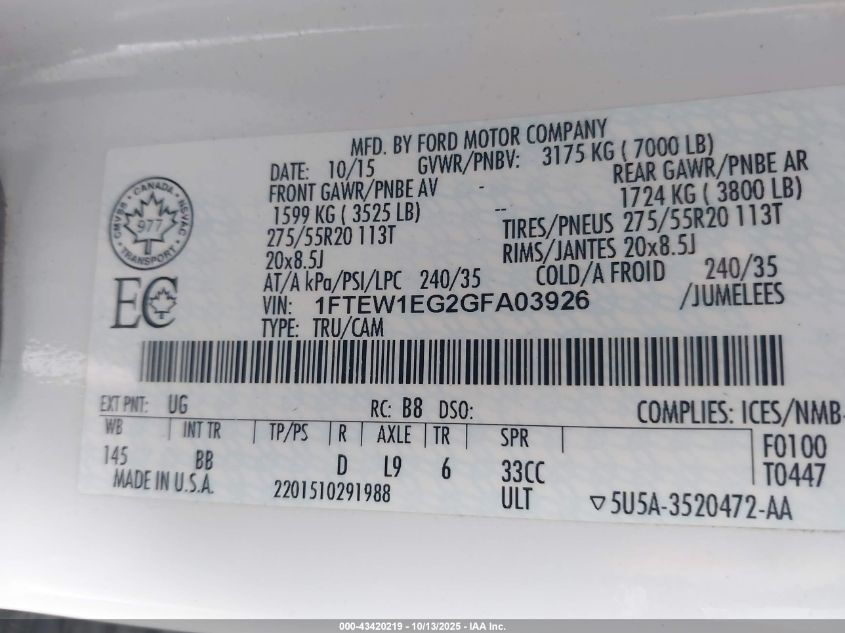 MFD. BY FORD MOTOR COMPANY
DATE: 10/15 GVWR/PNBV: 3175 KG ( 7000 LB)
FRONT GAWR/PNBE AV - REAR GAWR/PNBE AR
1599 KG ( 3525 LB) -- 1724 KG ( 3800 LB)
275/55R20 113T TIRES/PNEUS 275/55R20 113T
20x8.5J RIMS/JANTES 20x8.5J
AT/A kPa/PSI/LPC 240/35 COLD/A FROID 240/35
VIN: 1FTEW1EG2GFA03926 /JUMELEES
TYPE: TRU/CAM
CANADA
CMVSS NSVAC
977
TRANSPORT
EC
EXT PNT: UG RC: B8 DSO: COMPLIES: ICES/NMB-
WB INT TR TP/PS R AXLE TR SPR F0100
145 BB D L9 6 33CC T0447
MADE IN U.S.A. 2201510291988 ULT ▽5U5A-3520472-AA
000-43420219 - 10/13/2025 - IAA Inc.